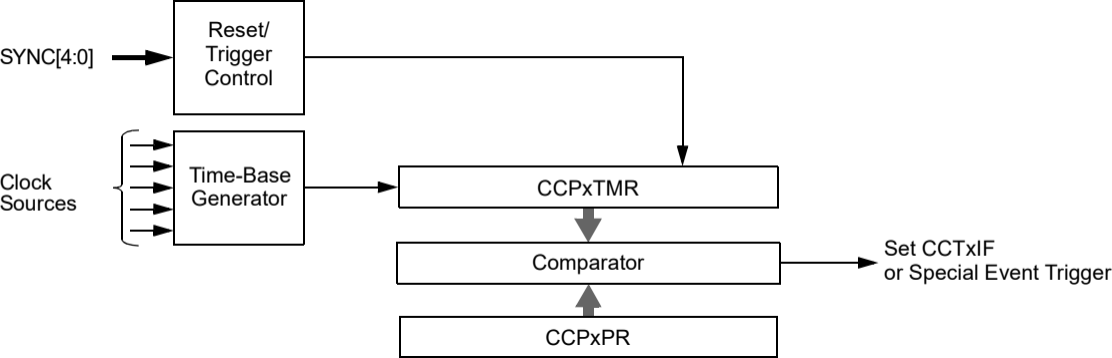 Reset/
Trigger
Control
SYNC[4:0]
Time-Base
Generator
Clock
Sources
CCPxTMR
Comparator
Set CCTxIF
or Special Event Trigger
CCPxPR